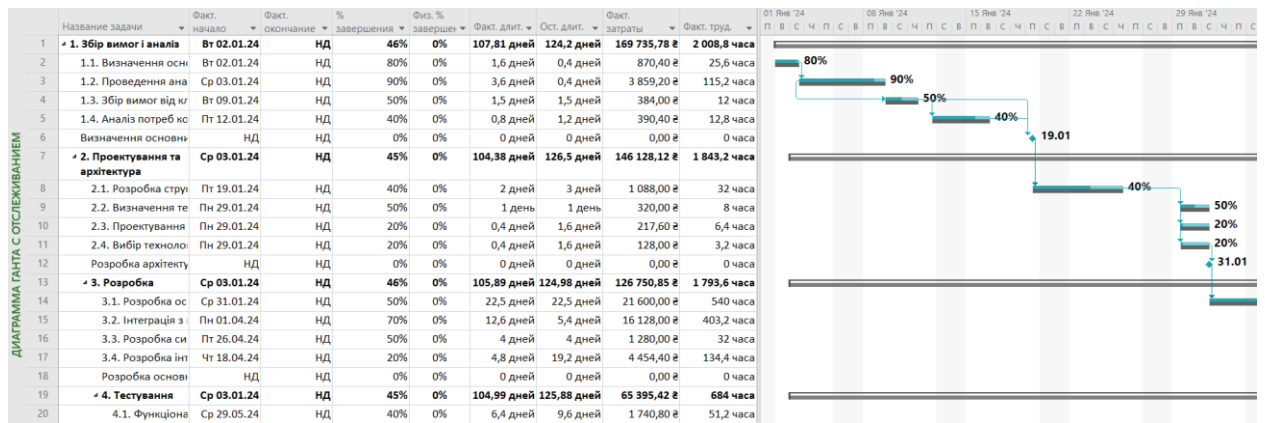 ДИАГРАММА ГАНТА С ОТСЛЕЖИВАНИЕМ
Название задачи Факт. начало Факт. окончание % завершения Физ. % завершен Факт. длит. Ост. длит. Факт. затраты Факт. труд. 01 Янв '24 08 Янв '24 15 Янв '24 22 Янв '24 29 Янв '24
П В С Ч П С В П В С Ч П С В П В С Ч П С В П В С Ч П С В П В С Ч П С
1 1. Збір вимог і аналіз Вт 02.01.24 НД 46% 0% 107,81 дней 124,2 дней 169 735,78 ₴ 2 008,8 часа
2 1.1. Визначення осно Вт 02.01.24 НД 80% 0% 1,6 дней 0,4 дней 870,40 ₴ 25,6 часа 80%
3 1.2. Проведення ана Ср 03.01.24 НД 90% 0% 3,6 дней 0,4 дней 3 859,20 ₴ 115,2 часа 90%
4 1.3. Збір вимог від кл Вт 09.01.24 НД 50% 0% 1,5 дней 1,5 дней 384,00 ₴ 12 часа 50%
5 1.4. Аналіз потреб ко Пт 12.01.24 НД 40% 0% 0,8 дней 1,2 дней 390,40 ₴ 12,8 часа 40%
6 Визначення основни НД НД 0% 0% 0 дней 0 дней 0,00 ₴ 0 часа 19.01
7 2. Проектування та архітектура Ср 03.01.24 НД 45% 0% 104,38 дней 126,5 дней 146 128,12 ₴ 1 843,2 часа
8 2.1. Розробка стру Пт 19.01.24 НД 40% 0% 2 дней 3 дней 1 088,00 ₴ 32 часа 40%
9 2.2. Визначення те Пн 29.01.24 НД 50% 0% 1 день 1 день 320,00 ₴ 8 часа 50%
10 2.3. Проектування Пн 29.01.24 НД 20% 0% 0,4 дней 1,6 дней 217,60 ₴ 6,4 часа 20%
11 2.4. Вибір техноло Пн 29.01.24 НД 20% 0% 0,4 дней 1,6 дней 128,00 ₴ 3,2 часа 20%
12 Розробка архітекту НД НД 0% 0% 0 дней 0 дней 0,00 ₴ 0 часа 31.01
13 3. Розробка Ср 03.01.24 НД 46% 0% 105,89 дней 124,98 дней 126 750,85 ₴ 1 793,6 часа
14 3.1. Розробка ос Ср 31.01.24 НД 50% 0% 22,5 дней 22,5 дней 21 600,00 ₴ 540 часа
15 3.2. Інтеграція з Пн 01.04.24 НД 70% 0% 12,6 дней 5,4 дней 16 128,00 ₴ 403,2 часа
16 3.3. Розробка си Пт 26.04.24 НД 50% 0% 4 дней 4 дней 1 280,00 ₴ 32 часа
17 3.4. Розробка інт Чт 18.04.24 НД 20% 0% 4,8 дней 19,2 дней 4 454,40 ₴ 134,4 часа
18 Розробка основн НД НД 0% 0% 0 дней 0 дней 0,00 ₴ 0 часа
19 4. Тестування Ср 03.01.24 НД 45% 0% 104,99 дней 125,88 дней 65 395,42 ₴ 684 часа
20 4.1. Функціона Ср 29.05.24 НД 40% 0% 6,4 дней 9,6 дней 1 740,80 ₴ 51,2 часа